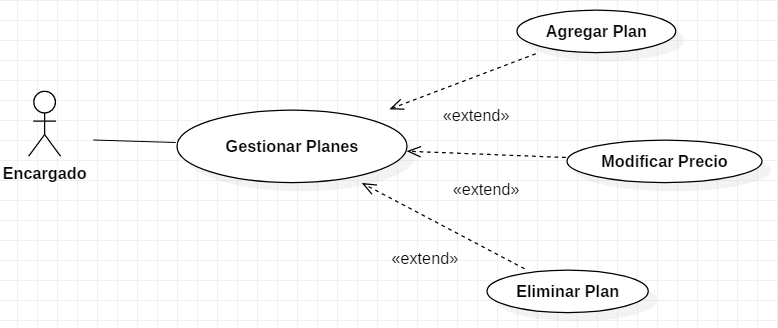 Agregar Plan
«extend»
Gestionar Planes
Modificar Precio
Encargado
«extend»
«extend»
Eliminar Plan